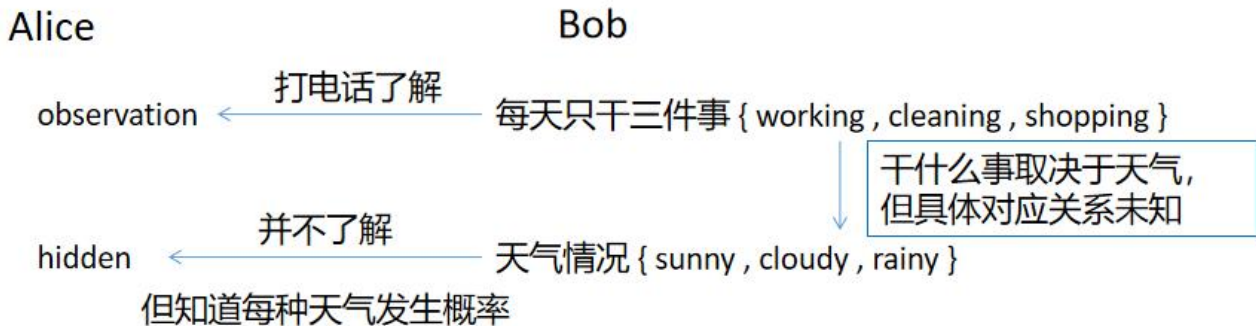 Alice Bob
打电话了解
observation 每天只干三件事 { working , cleaning , shopping }
干什么事取决于天气，
但具体对应关系未知
并不了解
hidden 天气情况 { sunny , cloudy , rainy }
但知道每种天气发生概率